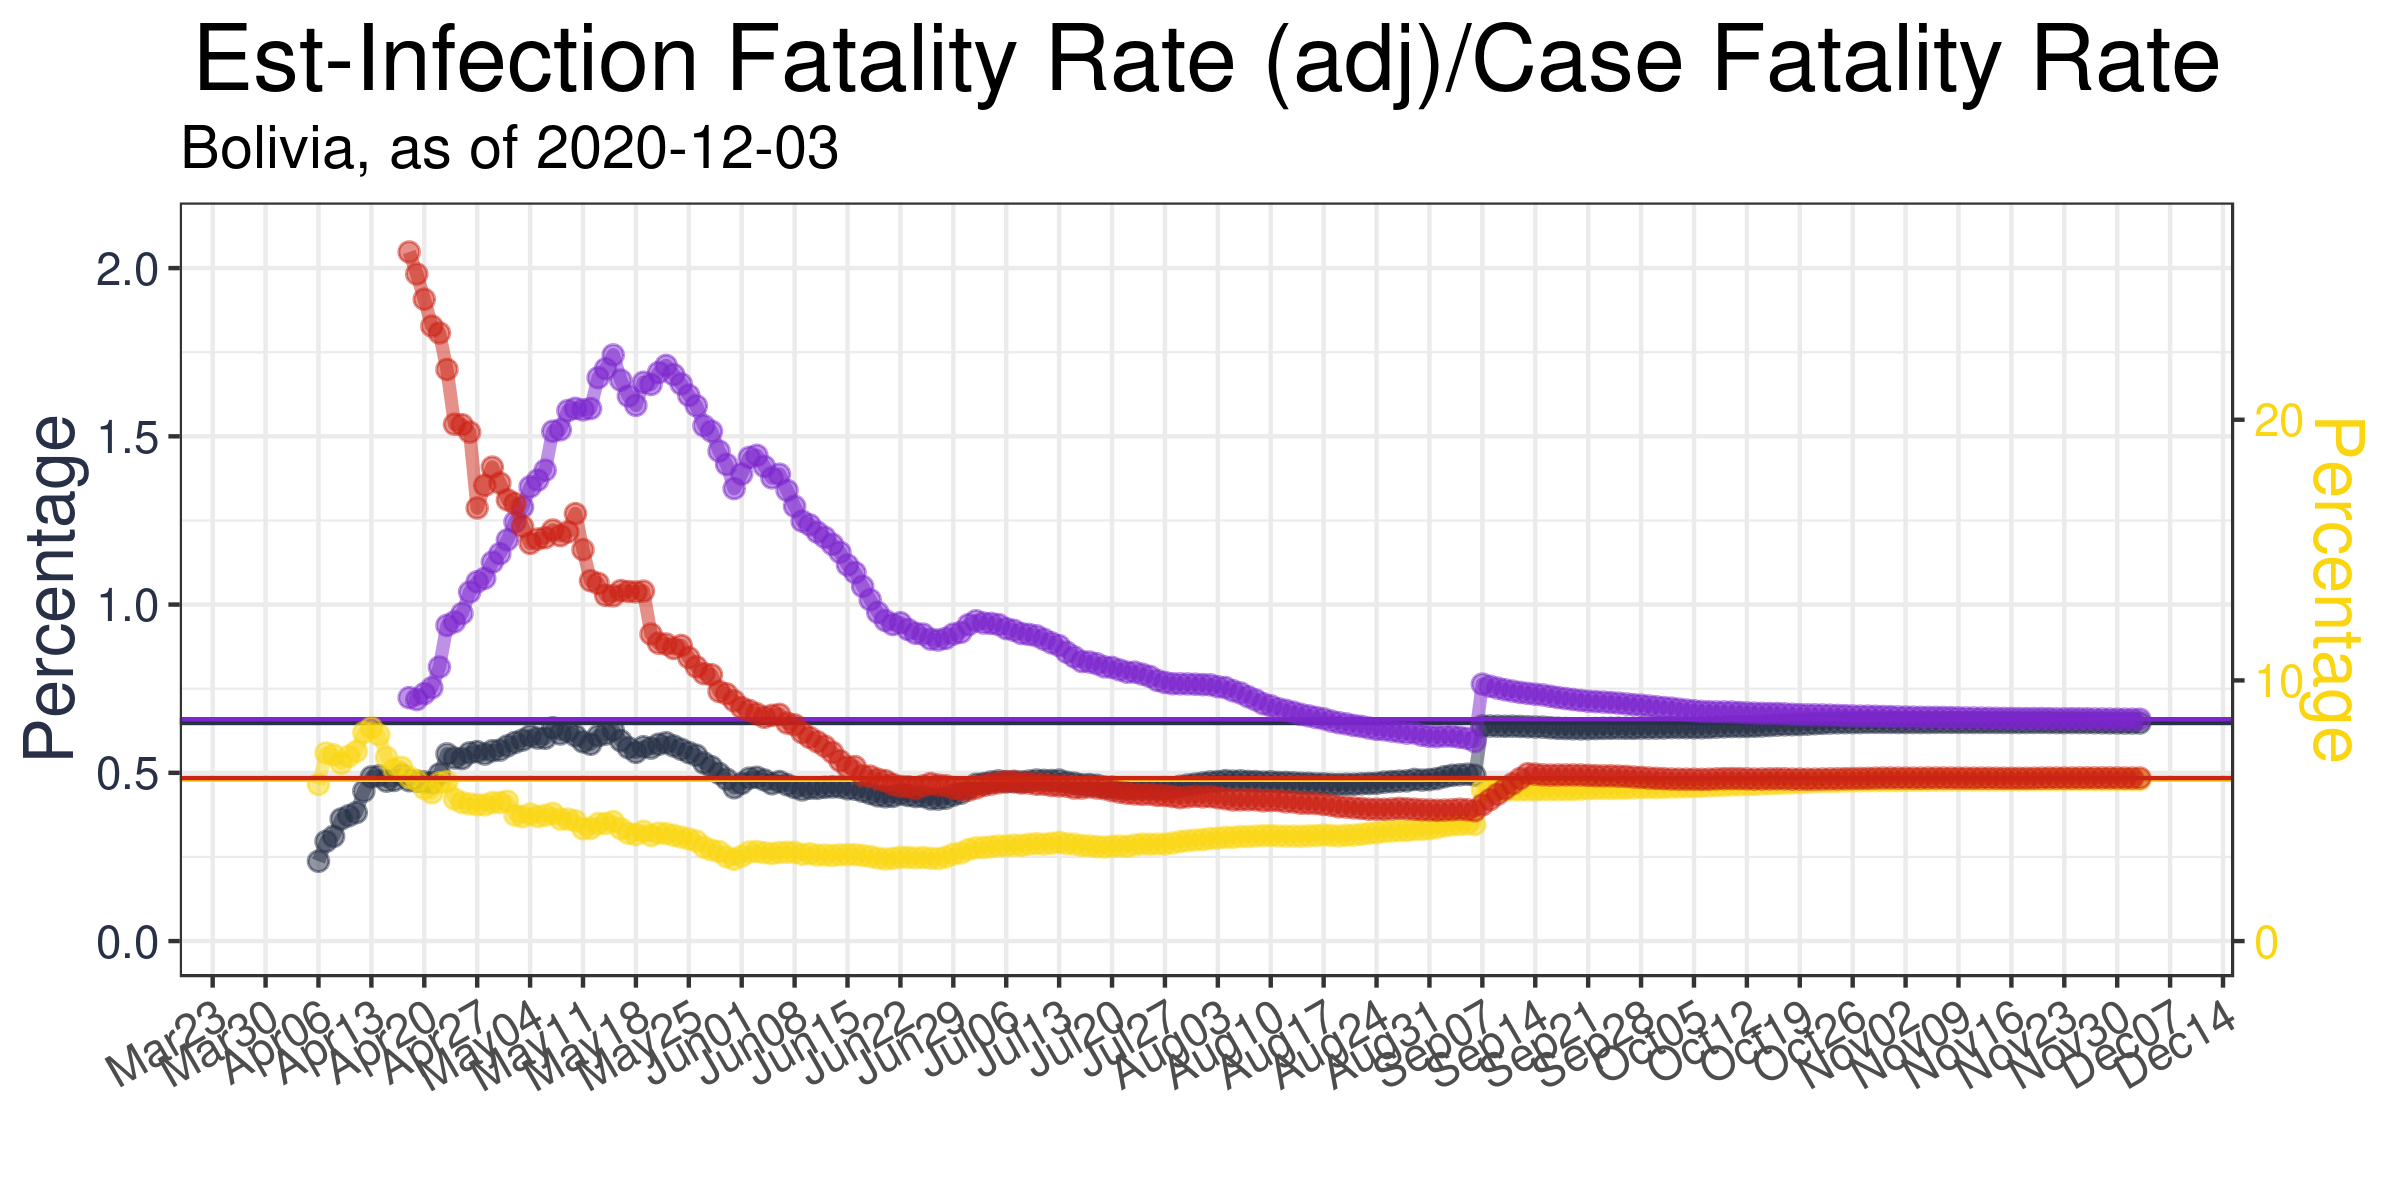 Est-Infection Fatality Rate (adj)/Case Fatality Rate
Bolivia, as of 2020-12-03
Percentage
2.0
1.5
1.0
0.5
0.0
20
10
0
Percentage
Mar23
Mar30
Apr06
Apr13
Apr20
Apr27
May04
May11
May18
May25
Jun01
Jun08
Jun15
Jun22
Jun29
Jul06
Jul13
Jul20
Jul27
Aug03
Aug10
Aug17
Aug24
Aug31
Sep07
Sep14
Sep21
Sep28
Oct05
Oct12
Oct19
Oct26
Nov02
Nov09
Nov16
Nov23
Nov30
Dec07
Dec14